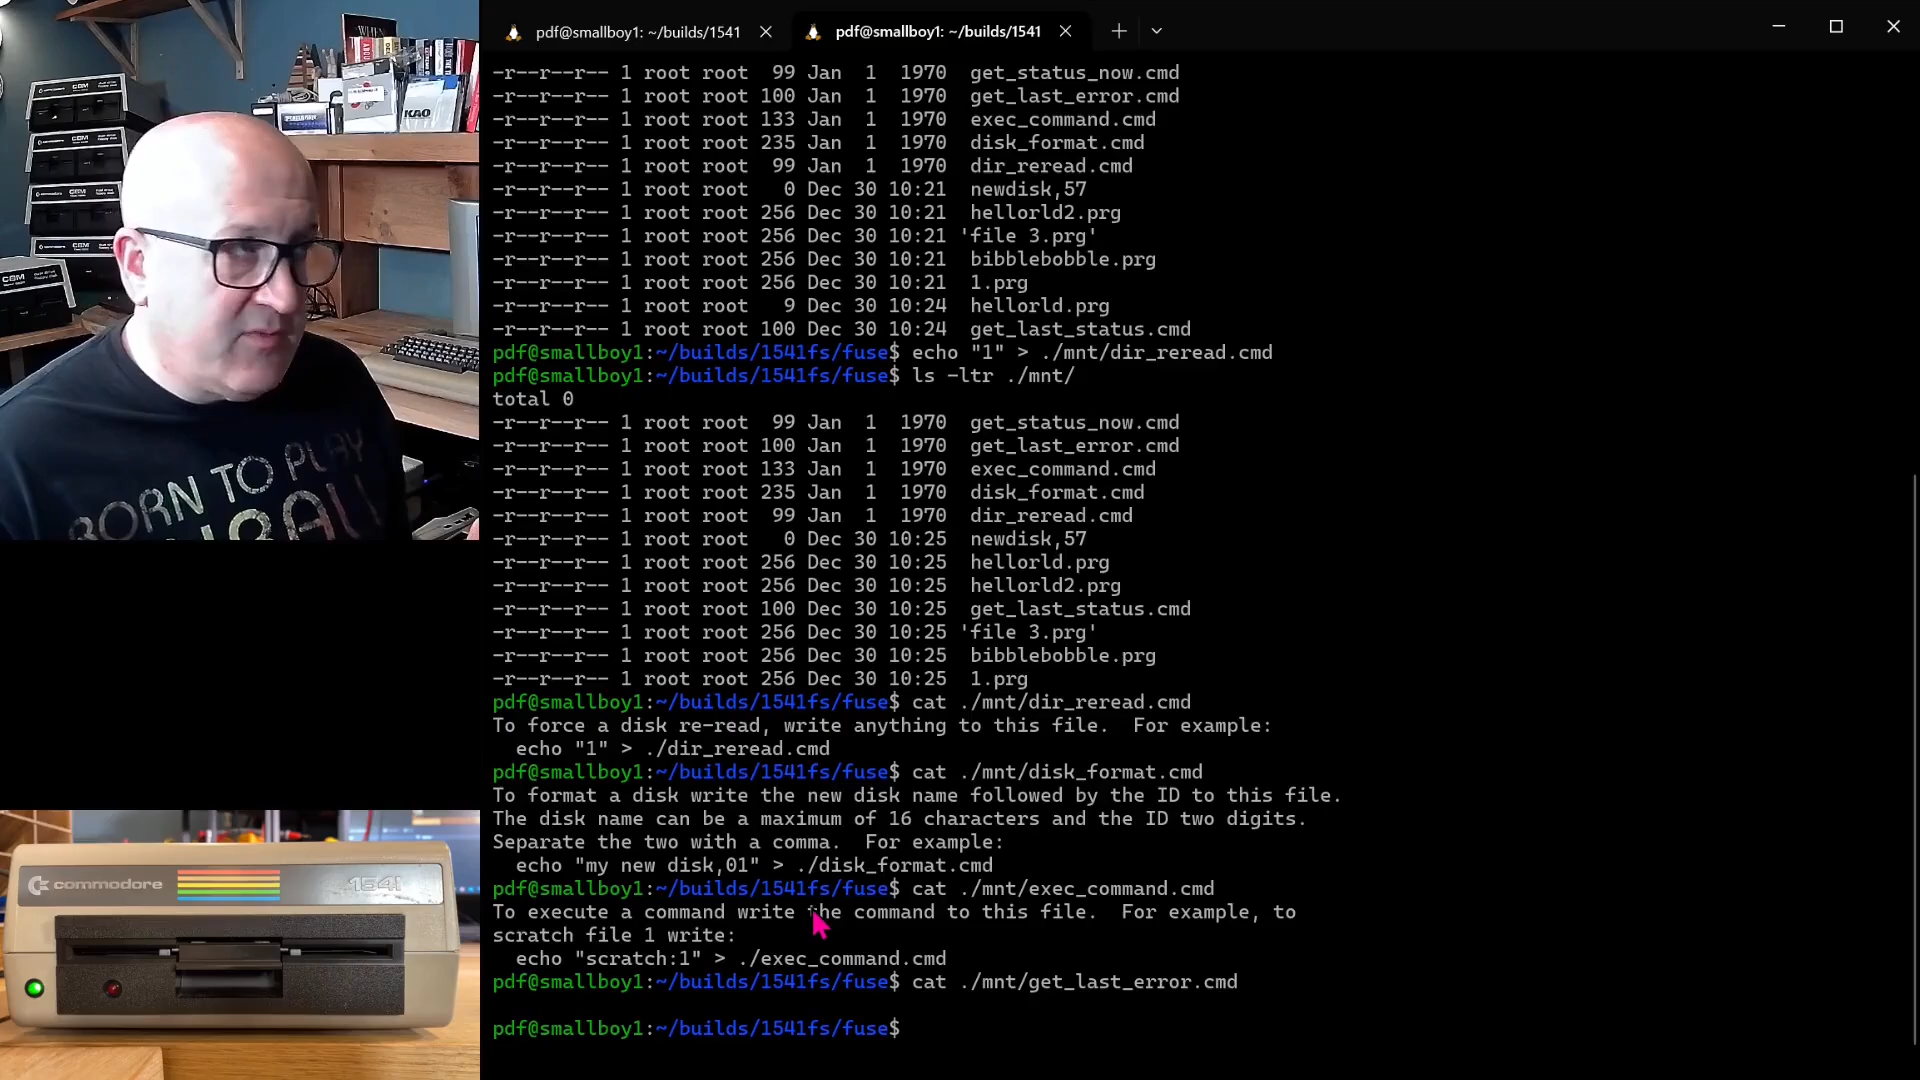 pdf@smallboy1: ~/builds/1541
pdf@smallboy1: ~/builds/1541
-r--r--r-- 1 root root  99 Jan  1  1970  get_status_now.cmd
-r--r--r-- 1 root root 100 Jan  1  1970  get_last_error.cmd
-r--r--r-- 1 root root 133 Jan  1  1970  exec_command.cmd
-r--r--r-- 1 root root 235 Jan  1  1970  disk_format.cmd
-r--r--r-- 1 root root  99 Jan  1  1970  dir_reread.cmd
-r--r--r-- 1 root root   0 Dec 30 10:21  newdisk,57
-r--r--r-- 1 root root 256 Dec 30 10:21  hellorld2.prg
-r--r--r-- 1 root root 256 Dec 30 10:21 'file 3.prg'
-r--r--r-- 1 root root 256 Dec 30 10:21  bibblebobble.prg
-r--r--r-- 1 root root 256 Dec 30 10:21  1.prg
-r--r--r-- 1 root root   9 Dec 30 10:24  hellorld.prg
-r--r--r-- 1 root root 100 Dec 30 10:24  get_last_status.cmd
pdf@smallboy1:~/builds/1541fs/fuse$ echo "1" > ./mnt/dir_reread.cmd
pdf@smallboy1:~/builds/1541fs/fuse$ ls -ltr ./mnt/
total 0
-r--r--r-- 1 root root  99 Jan  1  1970  get_status_now.cmd
-r--r--r-- 1 root root 100 Jan  1  1970  get_last_error.cmd
-r--r--r-- 1 root root 133 Jan  1  1970  exec_command.cmd
-r--r--r-- 1 root root 235 Jan  1  1970  disk_format.cmd
-r--r--r-- 1 root root  99 Jan  1  1970  dir_reread.cmd
-r--r--r-- 1 root root   0 Dec 30 10:25  newdisk,57
-r--r--r-- 1 root root 256 Dec 30 10:25  hellorld.prg
-r--r--r-- 1 root root 256 Dec 30 10:25  hellorld2.prg
-r--r--r-- 1 root root 100 Dec 30 10:25  get_last_status.cmd
-r--r--r-- 1 root root 256 Dec 30 10:25 'file 3.prg'
-r--r--r-- 1 root root 256 Dec 30 10:25  bibblebobble.prg
-r--r--r-- 1 root root 256 Dec 30 10:25  1.prg
pdf@smallboy1:~/builds/1541fs/fuse$ cat ./mnt/dir_reread.cmd
To force a disk re-read, write anything to this file.  For example:
  echo "1" > ./dir_reread.cmd
pdf@smallboy1:~/builds/1541fs/fuse$ cat ./mnt/disk_format.cmd
To format a disk write the new disk name followed by the ID to this file.
The disk name can be a maximum of 16 characters and the ID two digits.
Separate the two with a comma.  For example:
  echo "my new disk,01" > ./disk_format.cmd
pdf@smallboy1:~/builds/1541fs/fuse$ cat ./mnt/exec_command.cmd
To execute a command write the command to this file.  For example, to
scratch file 1 write:
  echo "scratch:1" > ./exec_command.cmd
pdf@smallboy1:~/builds/1541fs/fuse$ cat ./mnt/get_last_error.cmd
pdf@smallboy1:~/builds/1541fs/fuse$
WHEN
KAO
CBM
CBM
CBM
CBM
CBM
BORN TO PLAY
commodore
1541